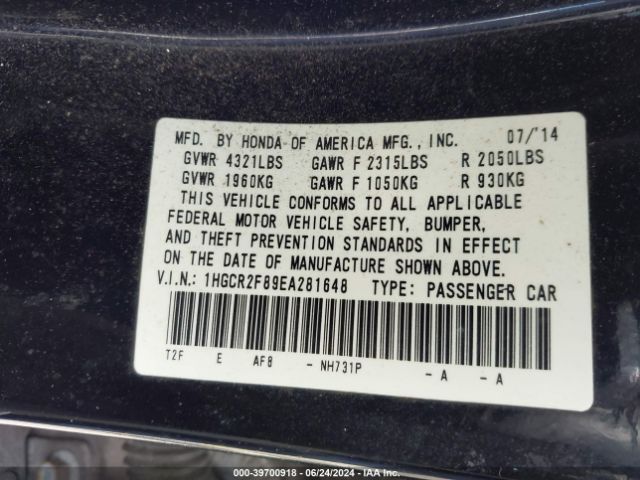 MFD. BY HONDA OF AMERICA MFG., INC. 07/'14
GVWR 4321LBS GAWR F 2315LBS R 2050LBS
GVWR 1960KG GAWR F 1050KG R 930KG
THIS VEHICLE CONFORMS TO ALL APPLICABLE
FEDERAL MOTOR VEHICLE SAFETY, BUMPER,
AND THEFT PREVENTION STANDARDS IN EFFECT
ON THE DATE OF MANUFACTURE SHOWN ABOVE.
V.I.N.: 1HGCR2F89EA281648 TYPE: PASSENGER CAR
T2F E AF8 - NH731P - A - A
000-39700918 - 06/24/2024 - IAA Inc.